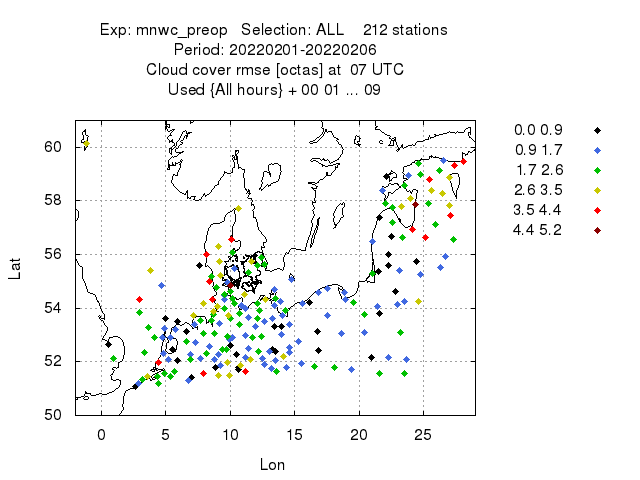 Exp: mnwc_preop   Selection: ALL    212 stations
Period: 20220201-20220206
Cloud cover rmse [octas] at  07 UTC
Used {All hours} + 00 01 ... 09
0.0 0.9
0.9 1.7
1.7 2.6
2.6 3.5
3.5 4.4
4.4 5.2
60
58
56
54
52
50
Lat
0 5 10 15 20 25
Lon